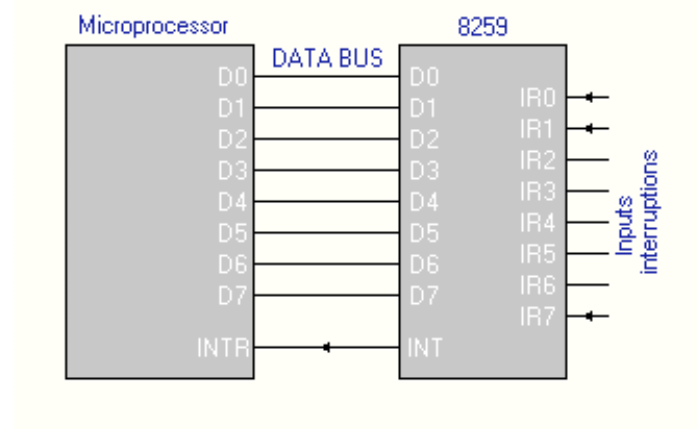 Microprocessor
8259
DATA BUS
D0
D1
D2
D3
D4
D5
D6
D7
INTR
D0
D1
D2
D3
D4
D5
D6
D7
INT
IR0
IR1
IR2
IR3
IR4
IR5
IR6
IR7
Inputs
interruptions